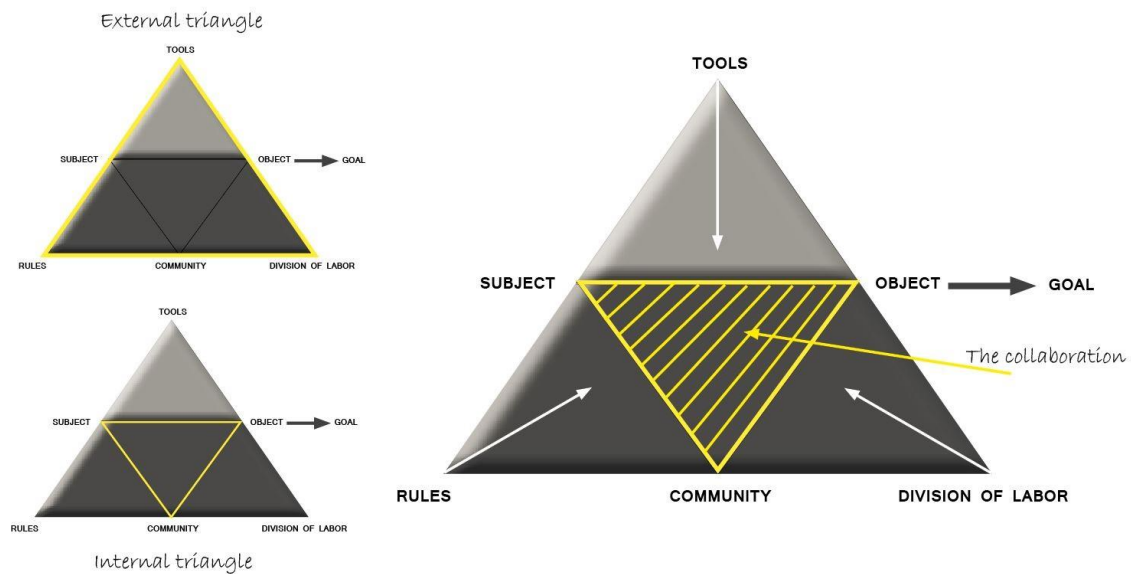 External triangle
TOOLS
SUBJECT
OBJECT
GOAL
RULES
COMMUNITY
DIVISION OF LABOR
TOOLS
SUBJECT
OBJECT
GOAL
RULES
COMMUNITY
DIVISION OF LABOR
Internal triangle
TOOLS
SUBJECT
OBJECT
GOAL
The collaboration
RULES
COMMUNITY
DIVISION OF LABOR